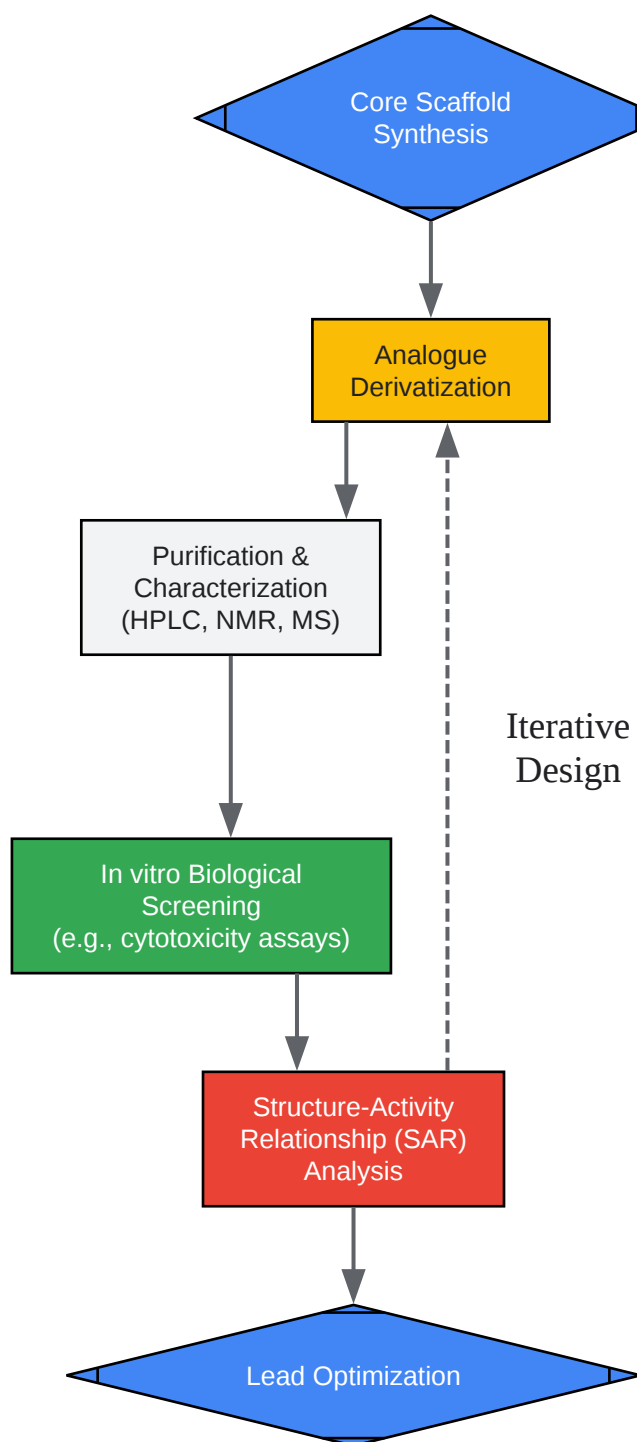 Core Scaffold
Synthesis
Analogue
Derivatization
Purification &
Characterization
(HPLC, NMR, MS)
Iterative
Design
In vitro Biological
Screening
(e.g., cytotoxicity assays)
Structure-Activity
Relationship (SAR)
Analysis
Lead Optimization